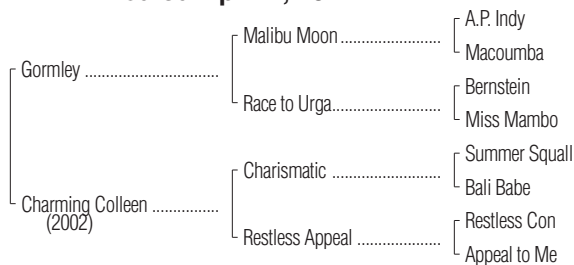 A.P. Indy
Malibu Moon
Macoumba
Gormley
Bernstein
Race to Urga
Miss Mambo
Summer Squall
Charismatic
Bali Babe
Charming Colleen
(2002)
Restless Con
Restless Appeal
Appeal to Me